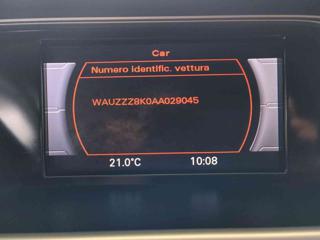 Car
Numero identific. vettura
WAUZZZ8K0AA029045
21.0°C
10:08